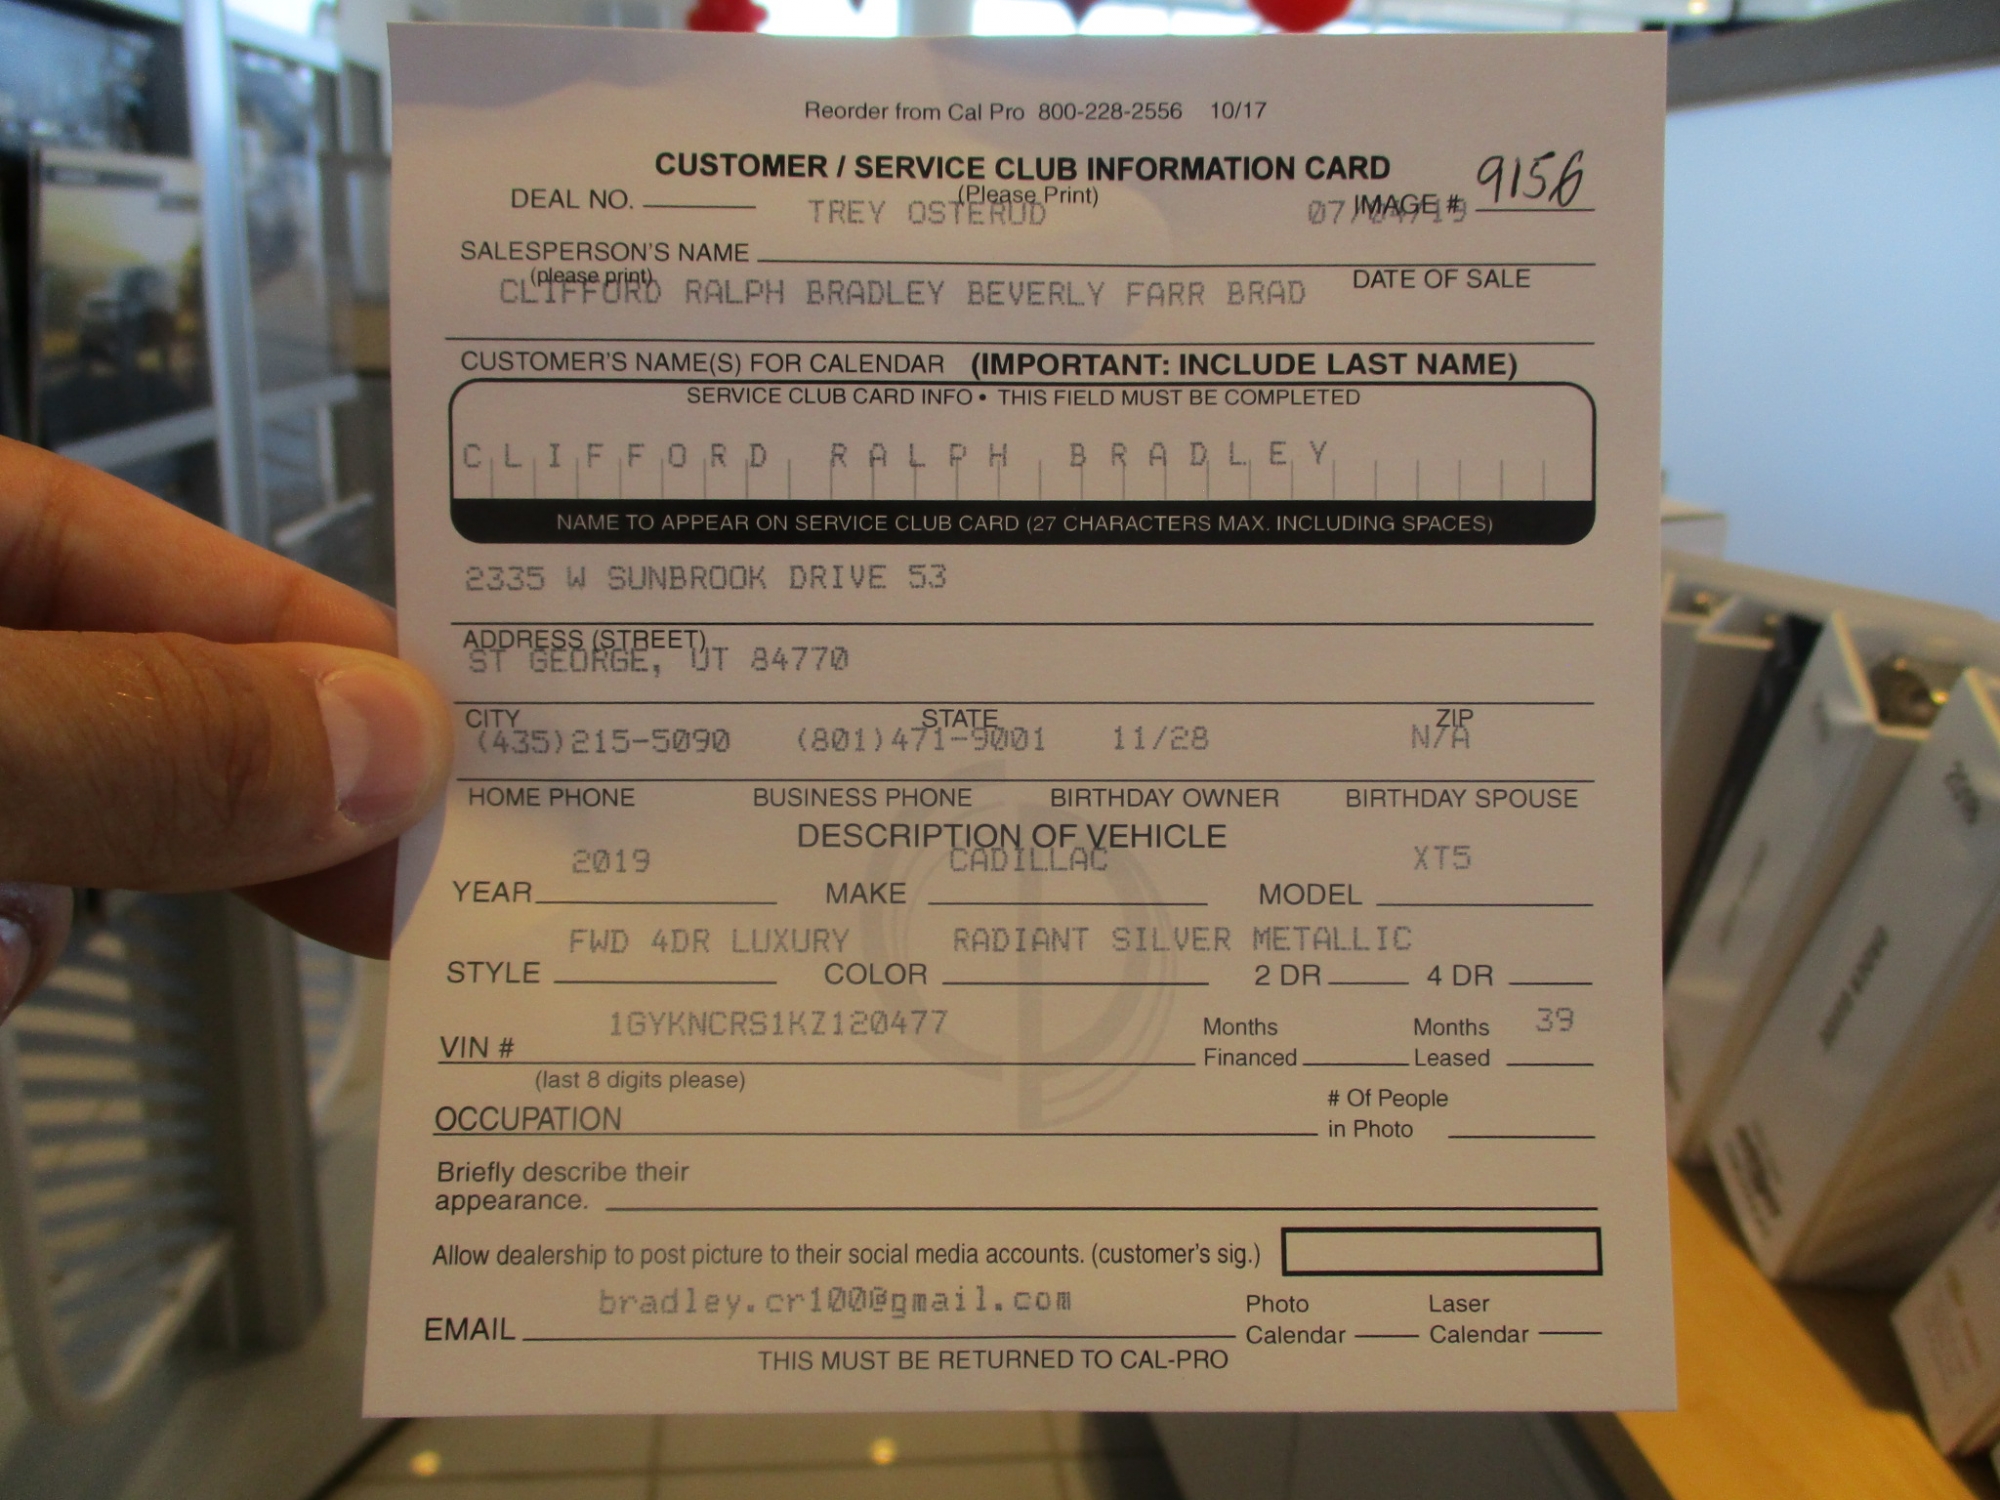 Reorder from Cal Pro 800-228-2556 10/17
CUSTOMER / SERVICE CLUB INFORMATION CARD
(Please Print)
DEAL NO. IMAGE # 9156
TREY OSTERUD 07/04/19
SALESPERSON'S NAME
(please print) DATE OF SALE
CLIFFORD RALPH BRADLEY BEVERLY FARR BRAD
CUSTOMER'S NAME(S) FOR CALENDAR (IMPORTANT: INCLUDE LAST NAME)
SERVICE CLUB CARD INFO • THIS FIELD MUST BE COMPLETED
CLIFFORD RALPH BRADLEY
NAME TO APPEAR ON SERVICE CLUB CARD (27 CHARACTERS MAX. INCLUDING SPACES)
2335 W SUNBROOK DRIVE 53
ADDRESS (STREET)
ST GEORGE, UT 84770
CITY STATE ZIP
(435)215-5090 (801)471-9001 11/28 N/A
HOME PHONE BUSINESS PHONE BIRTHDAY OWNER BIRTHDAY SPOUSE
DESCRIPTION OF VEHICLE
2019 CADILLAC XT5
YEAR MAKE MODEL
FWD 4DR LUXURY RADIANT SILVER METALLIC
STYLE COLOR 2 DR 4 DR
1GYKNCRS1KZ120477 Months Months 39
VIN # Financed Leased
(last 8 digits please)
# Of People
OCCUPATION in Photo
Briefly describe their
appearance.
Allow dealership to post picture to their social media accounts. (customer's sig.)
bradley.cr100@gmail.com Photo Laser
EMAIL Calendar Calendar
THIS MUST BE RETURNED TO CAL-PRO